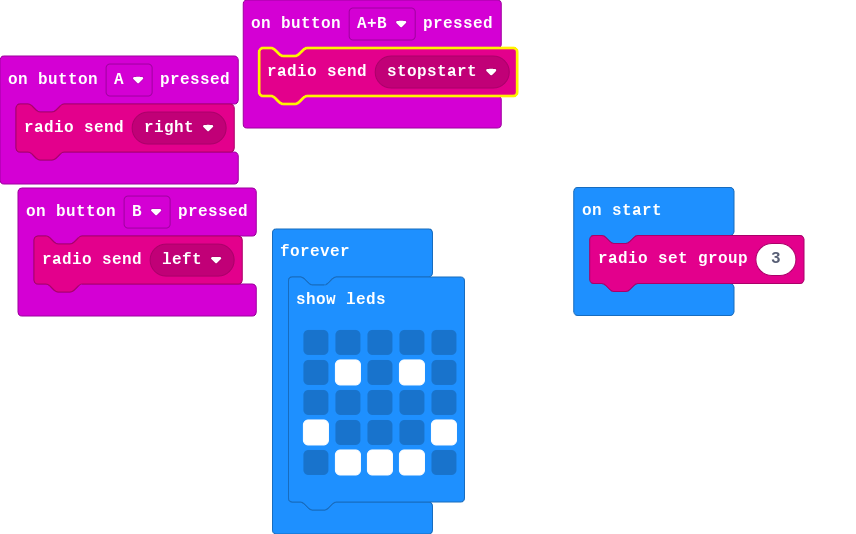 on button A+B pressed
radio send stopstart
on button A pressed
radio send right
on button B pressed
radio send left
on start
radio set group 3
forever
show leds